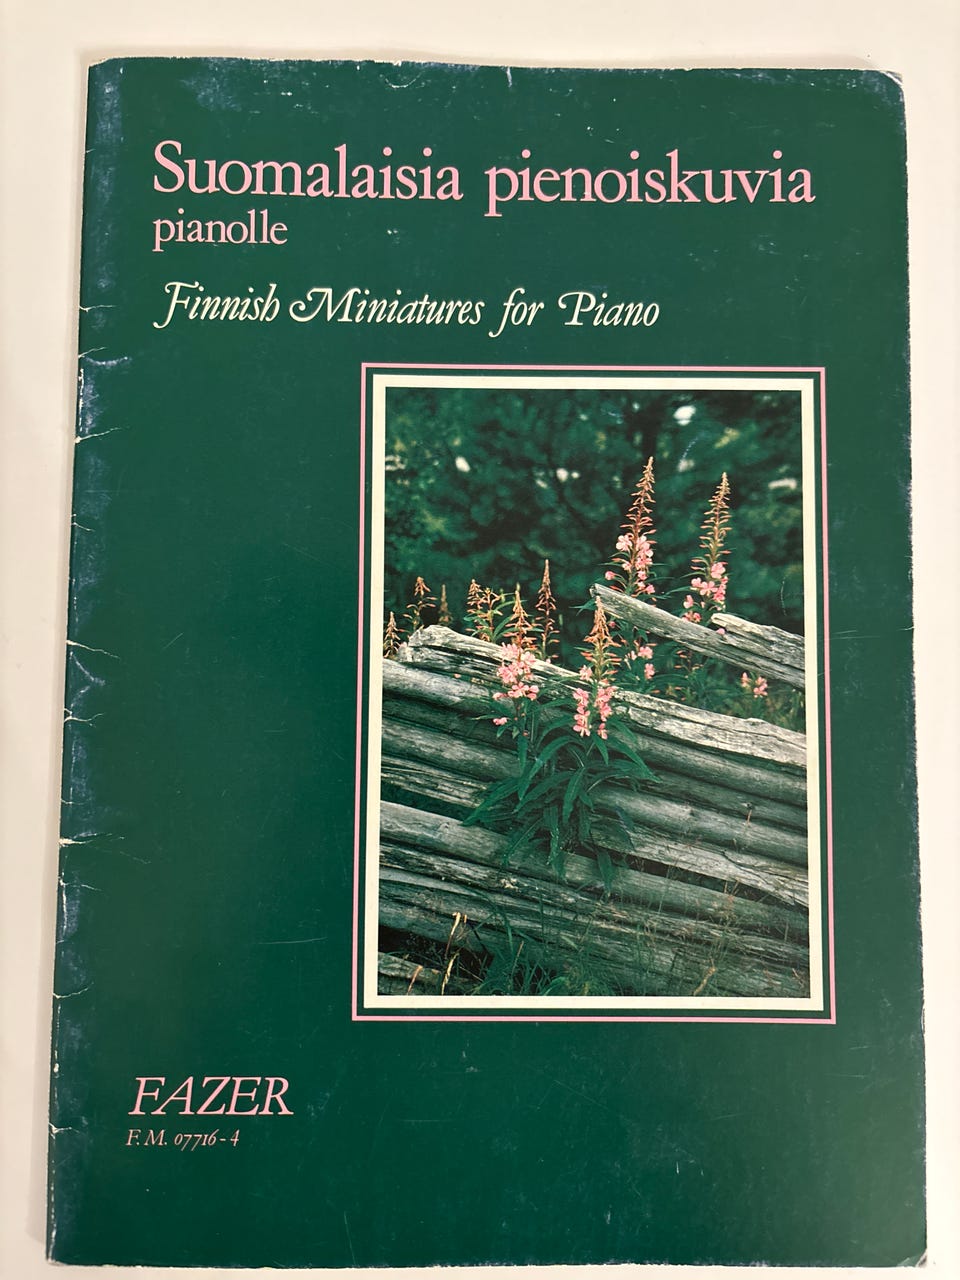 Suomalaisia pienoiskuvia
pianolle
Finnish Miniatures for Piano
FAZER
F.M. 07716-4